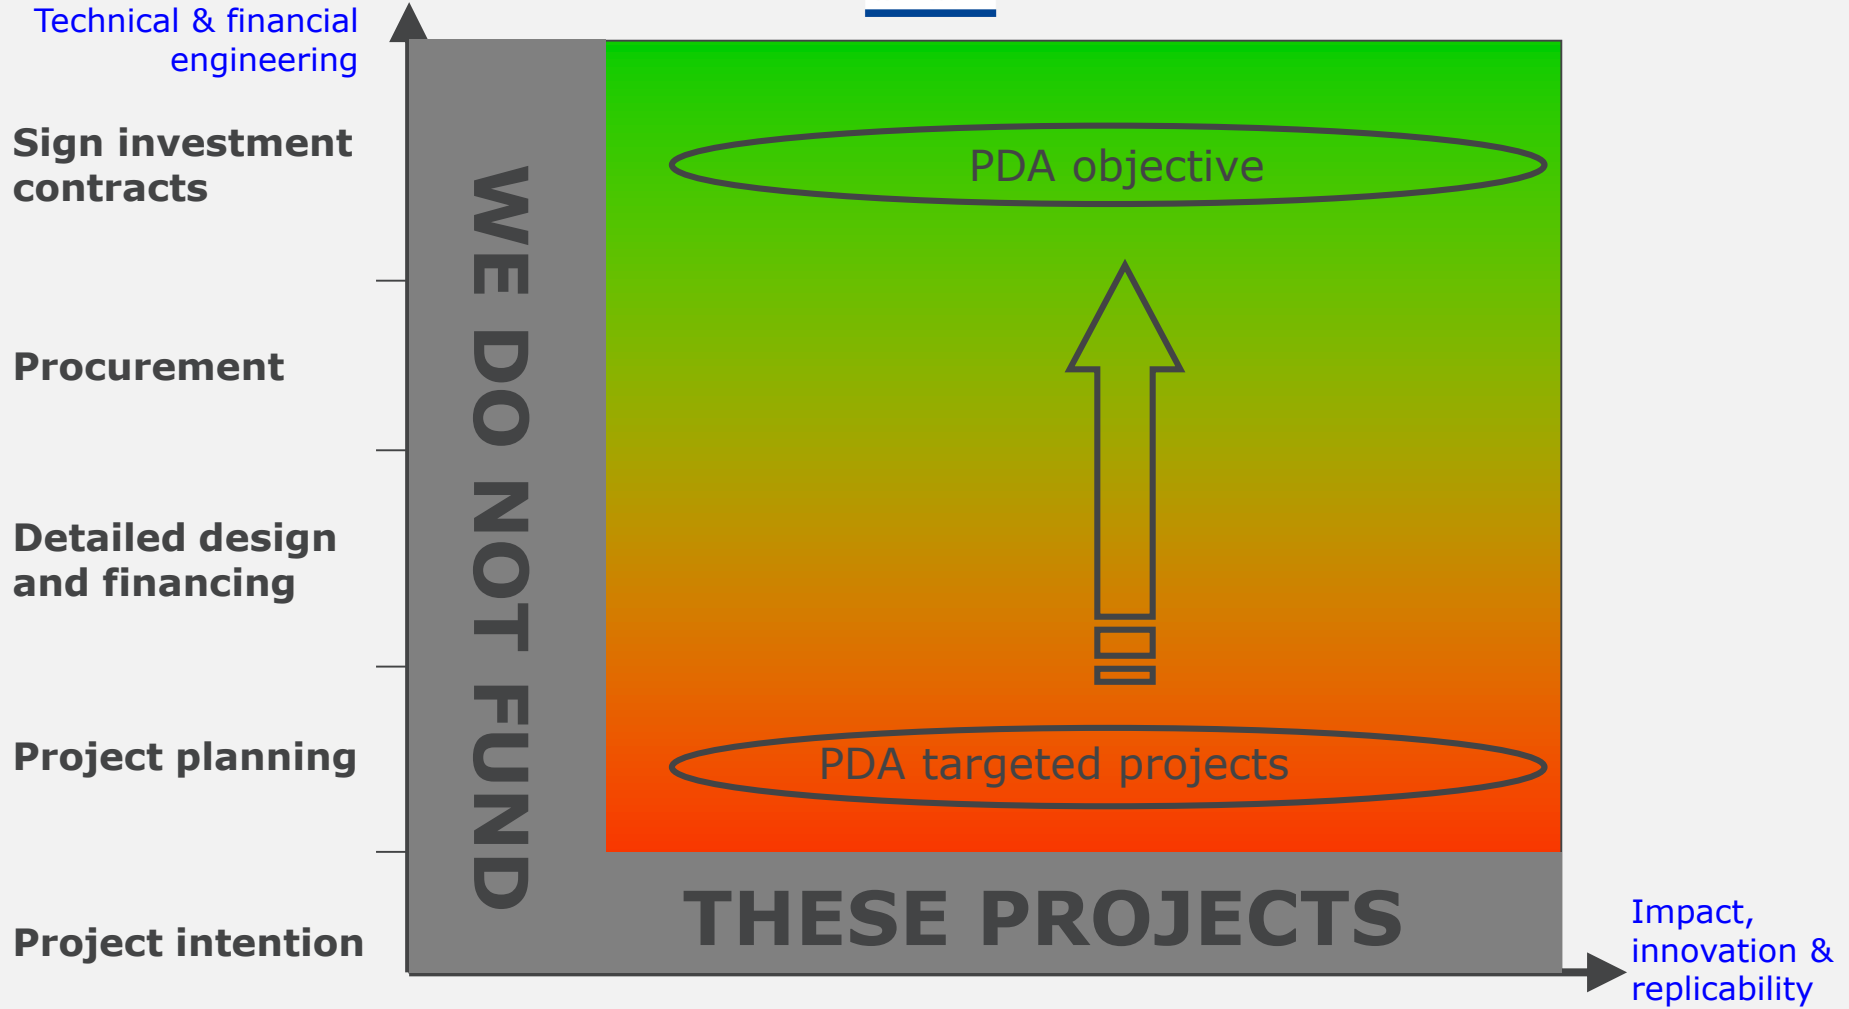 Technical & financial
engineering
Sign investment
contracts
Procurement
Detailed design
and financing
Project planning
Project intention
WE DO NOT FUND
THESE PROJECTS
PDA objective
PDA targeted projects
Impact,
innovation &
replicability